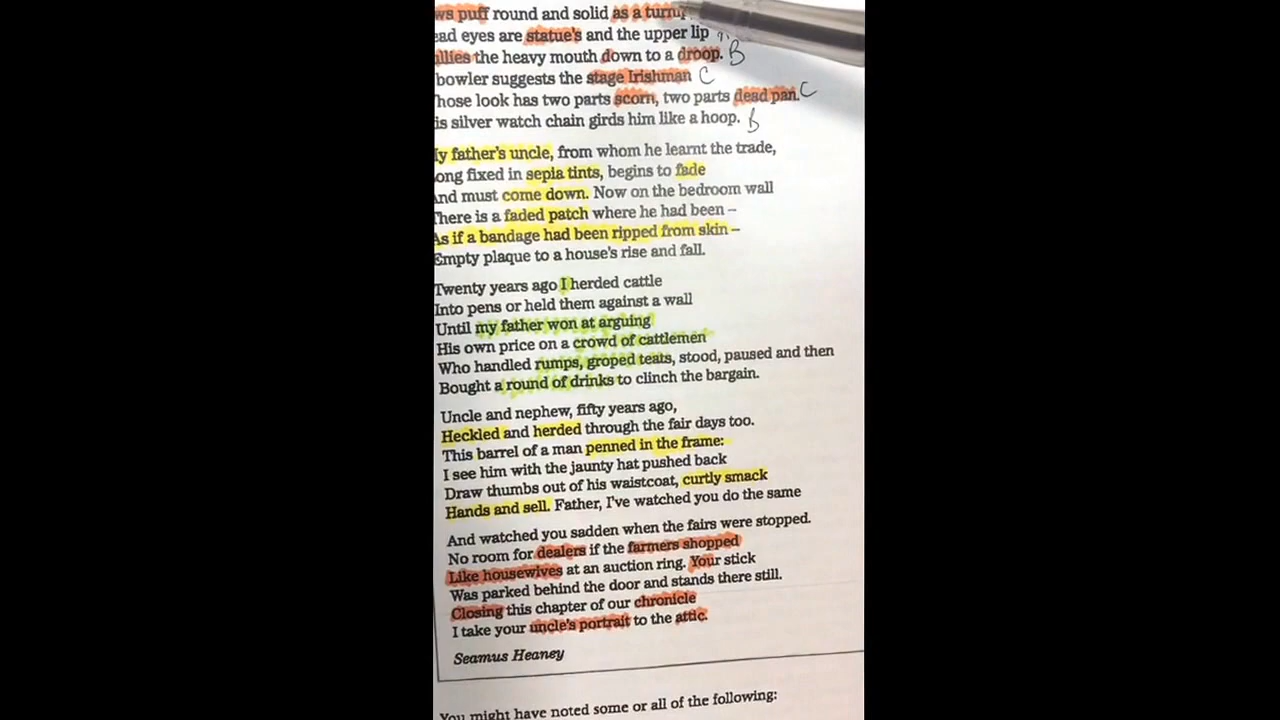 ws puff round and solid as a turnip
ead eyes are statue's and the upper lip
llies the heavy mouth down to a droop. B
bowler suggests the stage Irishman C
hose look has two parts scorn, two parts dead pan. C
is silver watch chain girds him like a hoop. B
y father's uncle, from whom he learnt the trade,
ong fixed in sepia tints, begins to fade
And must come down. Now on the bedroom wall
There is a faded patch where he had been –
As if a bandage had been ripped from skin –
Empty plaque to a house's rise and fall.
Twenty years ago I herded cattle
Into pens or held them against a wall
Until my father won at arguing
His own price on a crowd of cattlemen
Who handled rumps, groped teats, stood, paused and then
Bought a round of drinks to clinch the bargain.
Uncle and nephew, fifty years ago,
Heckled and herded through the fair days too.
This barrel of a man penned in the frame:
I see him with the jaunty hat pushed back
Draw thumbs out of his waistcoat, curtly smack
Hands and sell. Father, I've watched you do the same
And watched you sadden when the fairs were stopped.
No room for dealers if the farmers shopped
Like housewives at an auction ring. Your stick
Was parked behind the door and stands there still.
Closing this chapter of our chronicle
I take your uncle's portrait to the attic.
Seamus Heaney
You might have noted some or all of the following: